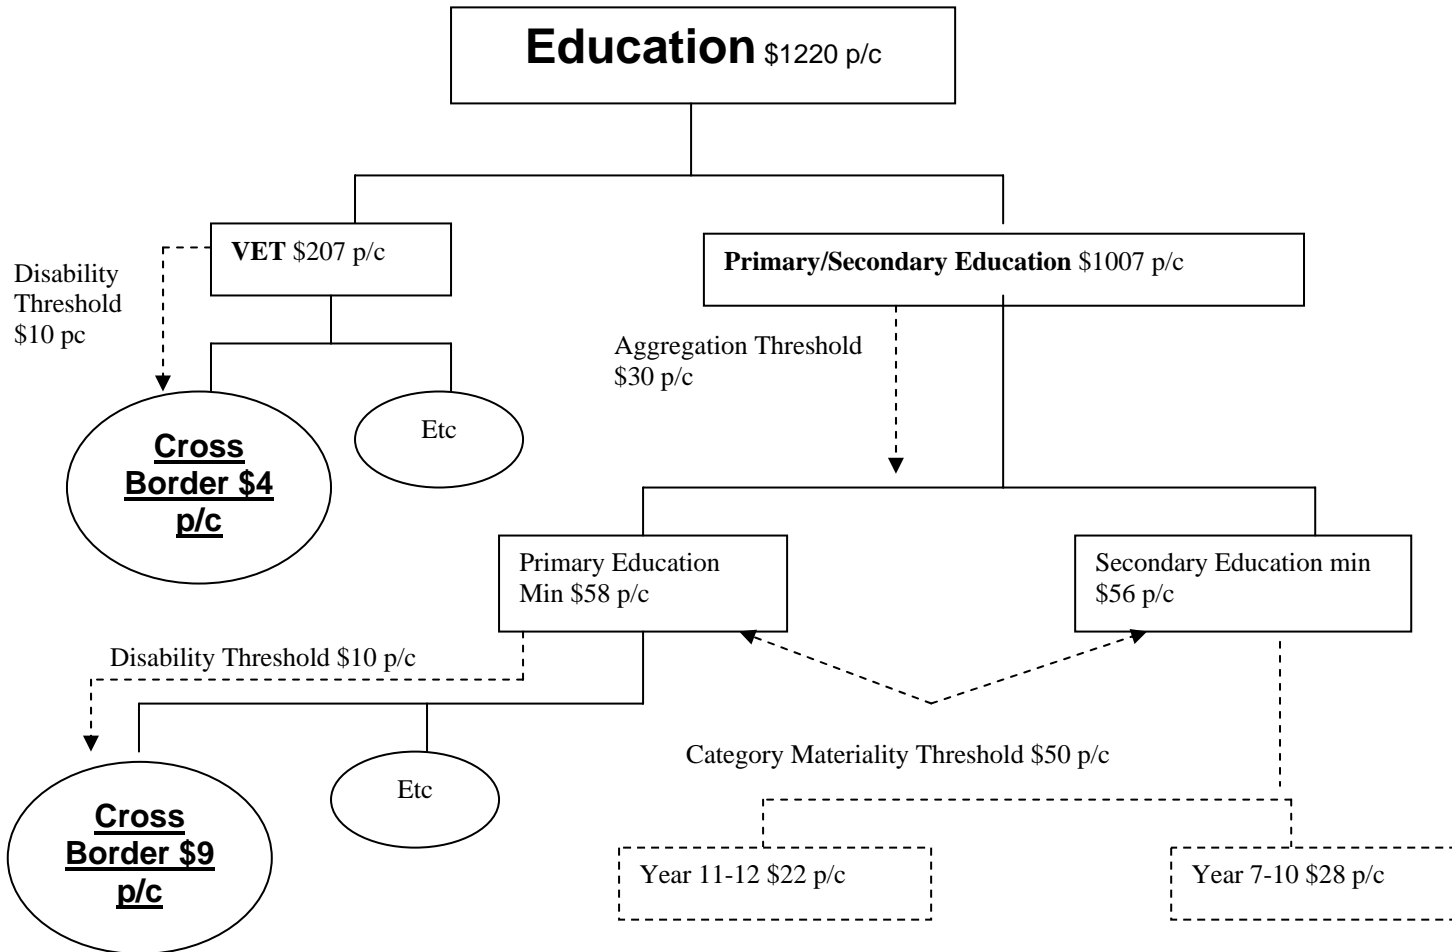 Education $1220 p/c
VET $207 p/c
Primary/Secondary Education $1007 p/c
Disability
Threshold
$10 pc
Aggregation Threshold
$30 p/c
Cross
Border $4
p/c
Etc
Primary Education
Min $58 p/c
Secondary Education min
$56 p/c
Disability Threshold $10 p/c
Category Materiality Threshold $50 p/c
Cross
Border $9
p/c
Etc
Year 11-12 $22 p/c
Year 7-10 $28 p/c